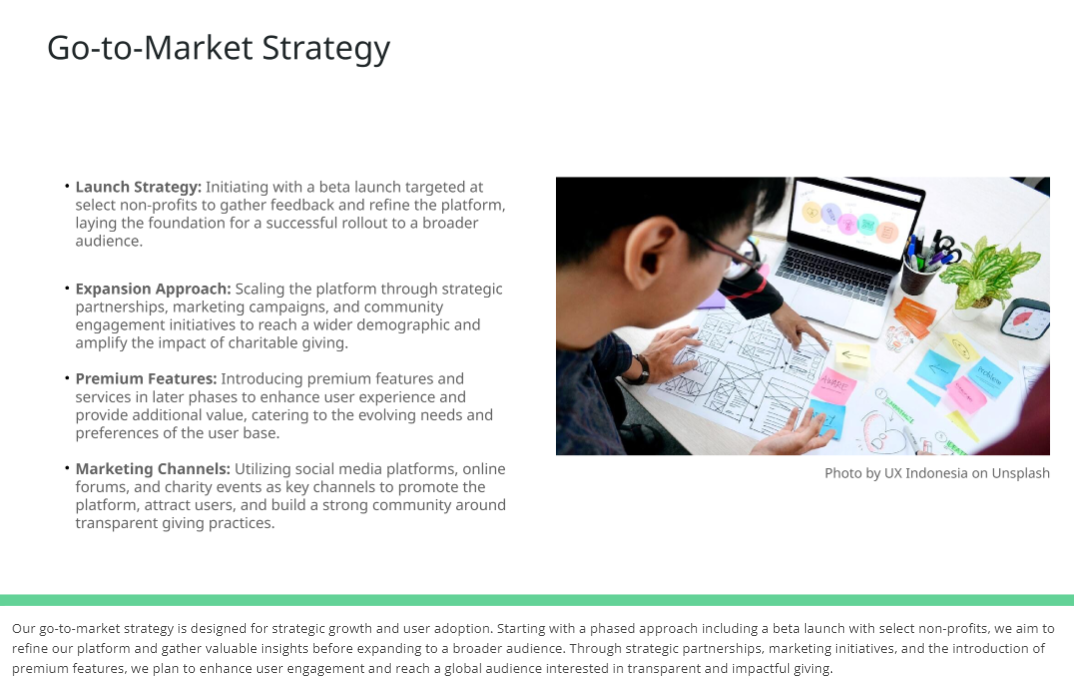 Go-to-Market Strategy
• Launch Strategy: Initiating with a beta launch targeted at
select non-profits to gather feedback and refine the platform,
laying the foundation for a successful rollout to a broader
audience.
• Expansion Approach: Scaling the platform through strategic
partnerships, marketing campaigns, and community
engagement initiatives to reach a wider demographic and
amplify the impact of charitable giving.
• Premium Features: Introducing premium features and
services in later phases to enhance user experience and
provide additional value, catering to the evolving needs and
preferences of the user base.
• Marketing Channels: Utilizing social media platforms, online
forums, and charity events as key channels to promote the
platform, attract users, and build a strong community around
transparent giving practices.
Problem
Photo by UX Indonesia on Unsplash
Our go-to-market strategy is designed for strategic growth and user adoption. Starting with a phased approach including a beta launch with select non-profits, we aim to
refine our platform and gather valuable insights before expanding to a broader audience. Through strategic partnerships, marketing initiatives, and the introduction of
premium features, we plan to enhance user engagement and reach a global audience interested in transparent and impactful giving.